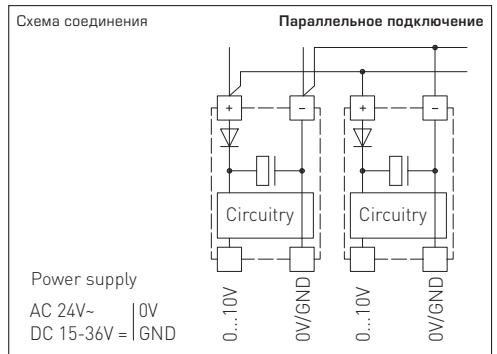 Схема соединения
Параллельное подключение
+
–
+
–
Circuitry
Circuitry
Power supply
AC 24V~ 0V
DC 15-36V = GND
0...10V
0V/GND
0...10V
0V/GND